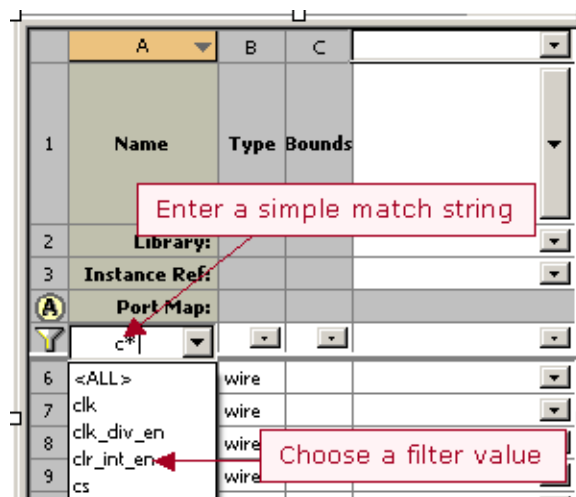 A B C
1 Name Type Bounds
Enter a simple match string
2 Library:
3 Instance Ref:
A Port Map:
c*
6 <ALL> wire
7 clk wire
8 clk_div_en wire
clr_int_en Choose a filter value
9 cs wire